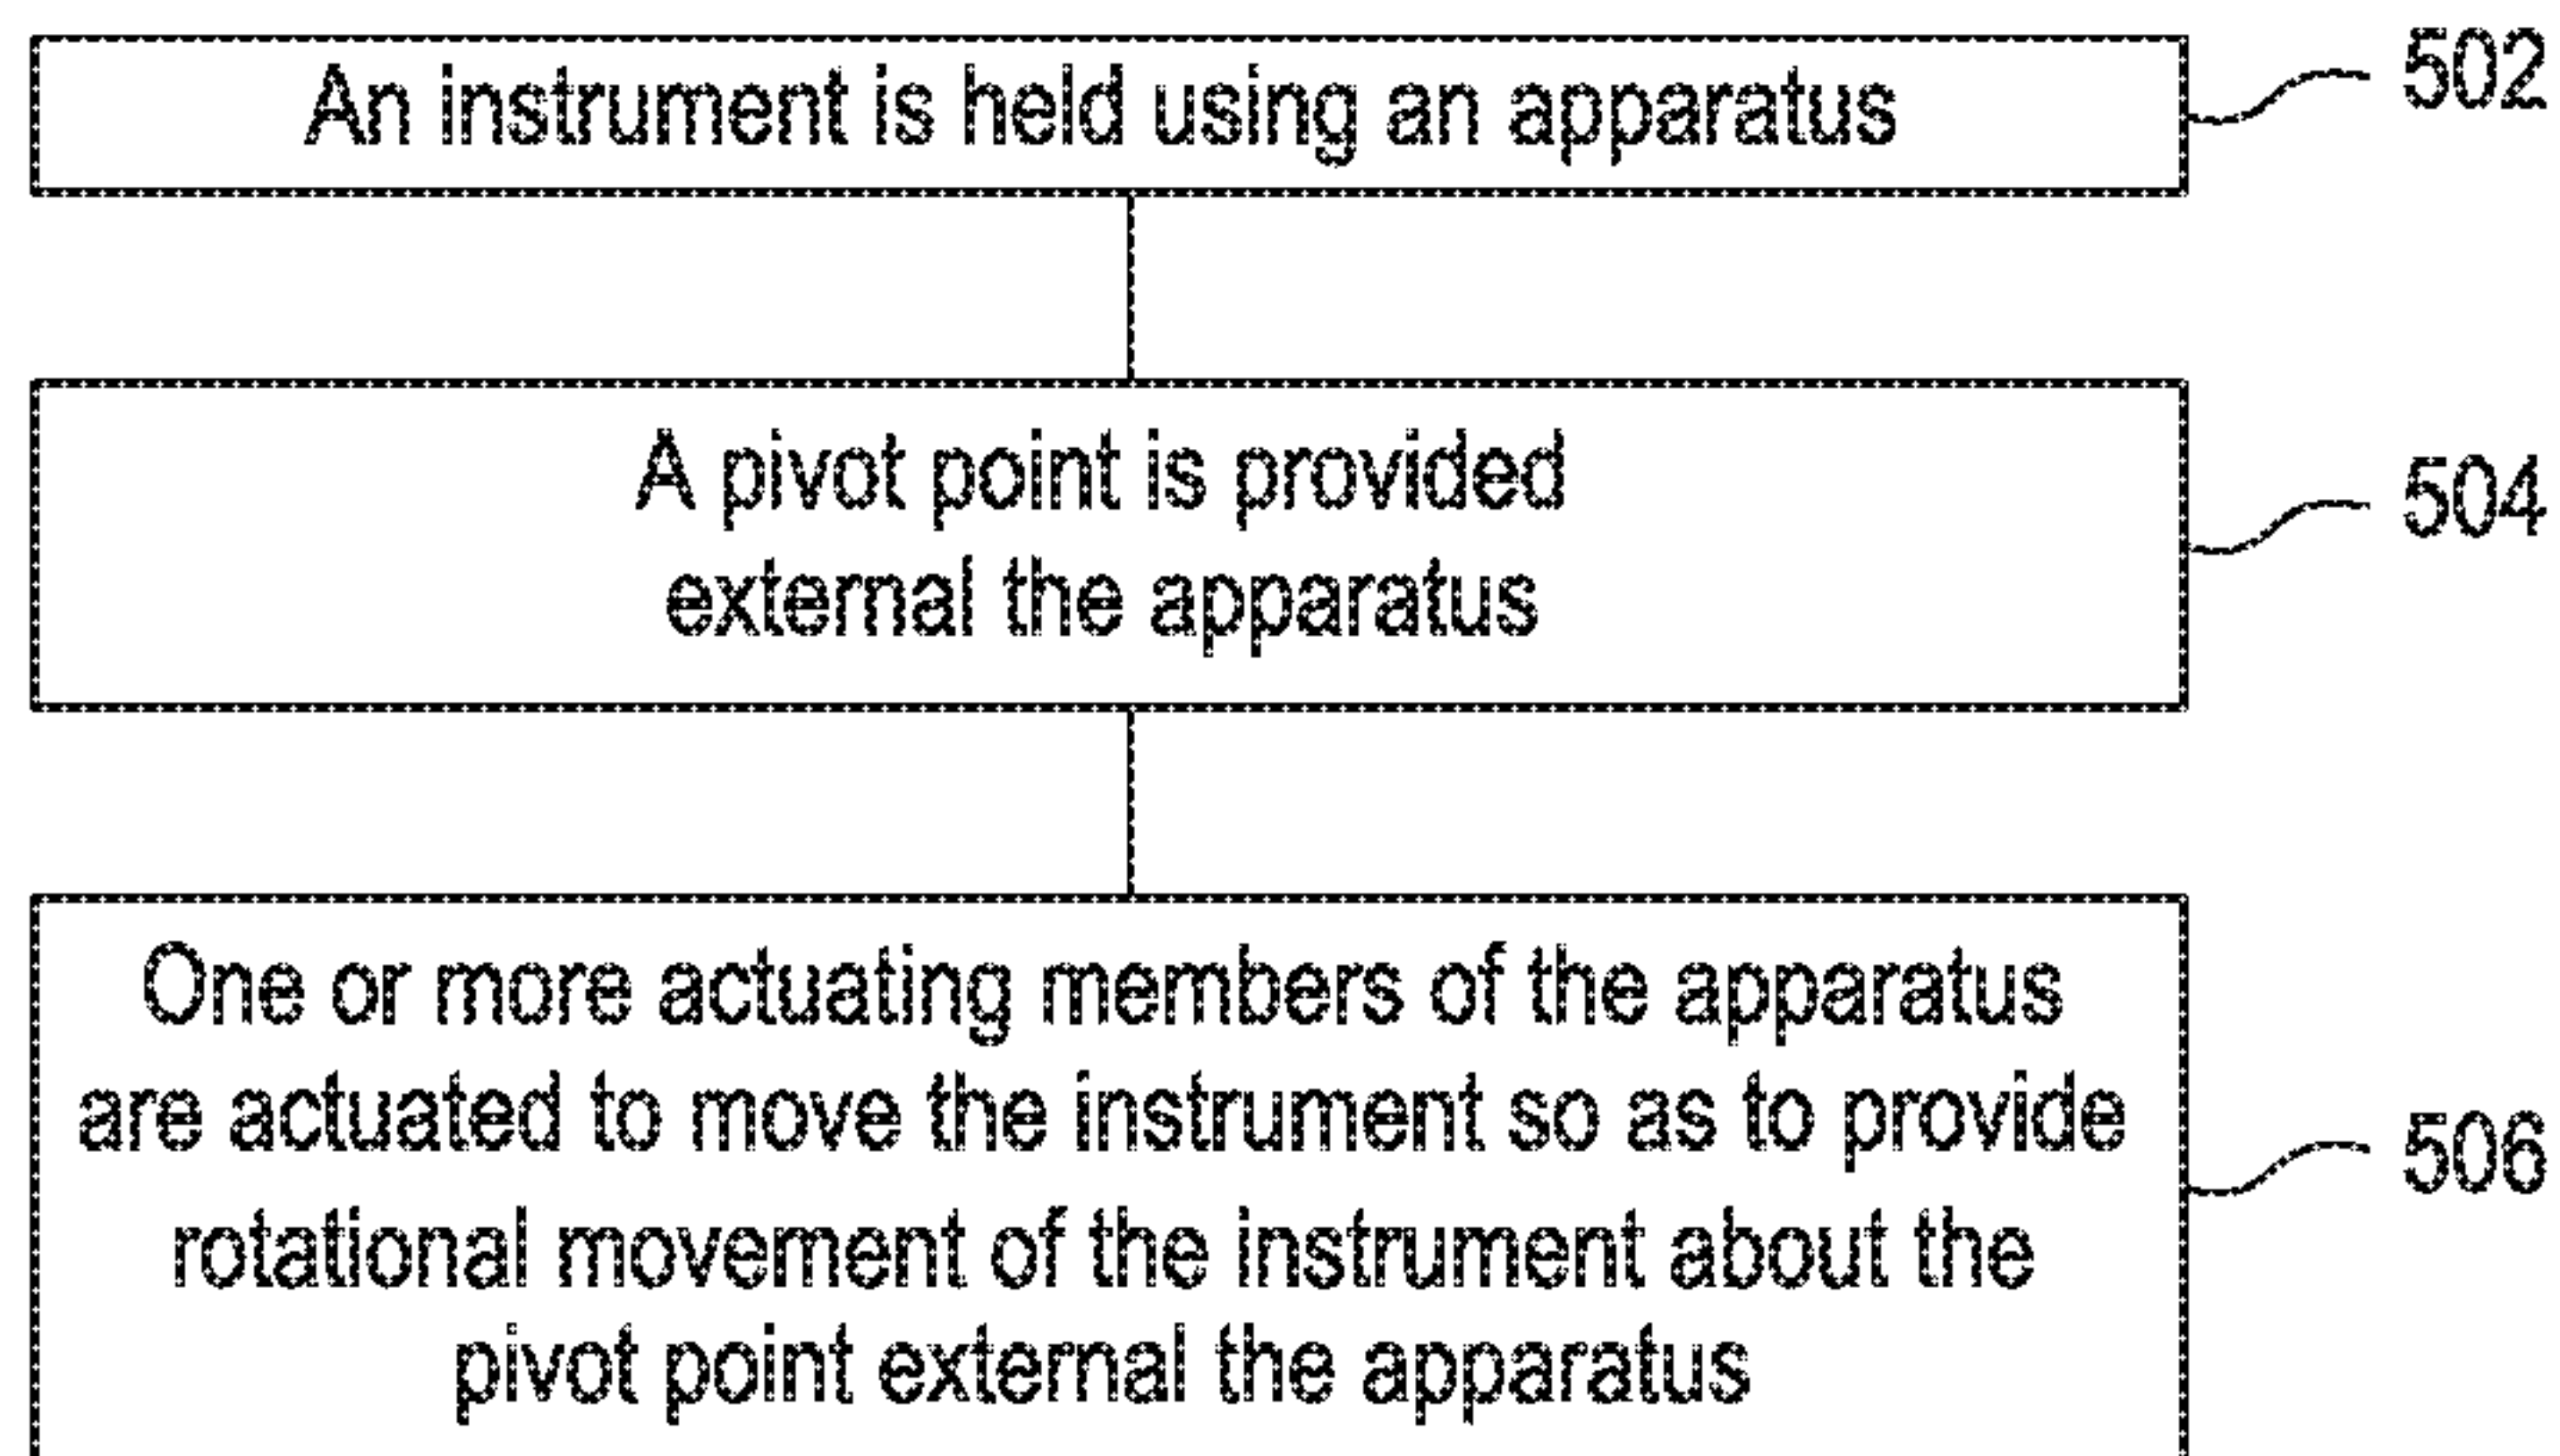 An instrument is held using an apparatus
502
A pivot point is provided
external the apparatus
504
One or more actuating members of the apparatus
are actuated to move the instrument so as to provide
rotational movement of the instrument about the
pivot point external the apparatus
506